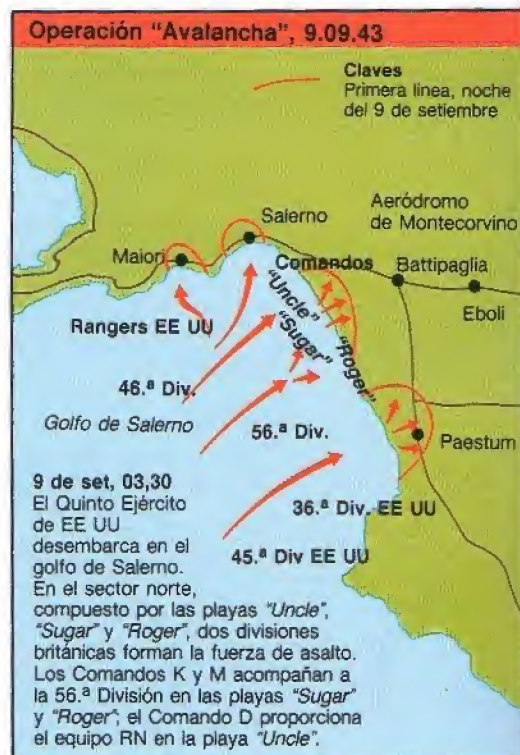 Operación “Avalancha”, 9.09.43
Claves
Primera línea, noche
del 9 de setiembre
Salerno
Aeródromo
de Montecorvino
Maiori
Comandos
Battipaglia
Eboli
"Uncle"
"Sugar"
"Roger"
Rangers EE UU
46.ª Div.
Golfo de Salerno
56.ª Div.
Paestum
36.ª Div. EE UU
45.ª Div EE UU
9 de set, 03,30
El Quinto Ejército
de EE UU
desembarca en el
golfo de Salerno.
En el sector norte,
compuesto por las playas "Uncle",
"Sugar" y "Roger", dos divisiones
británicas forman la fuerza de asalto.
Los Comandos K y M acompañan a
la 56.ª División en las playas "Sugar"
y "Roger"; el Comando D proporciona
el equipo RN en la playa "Uncle".